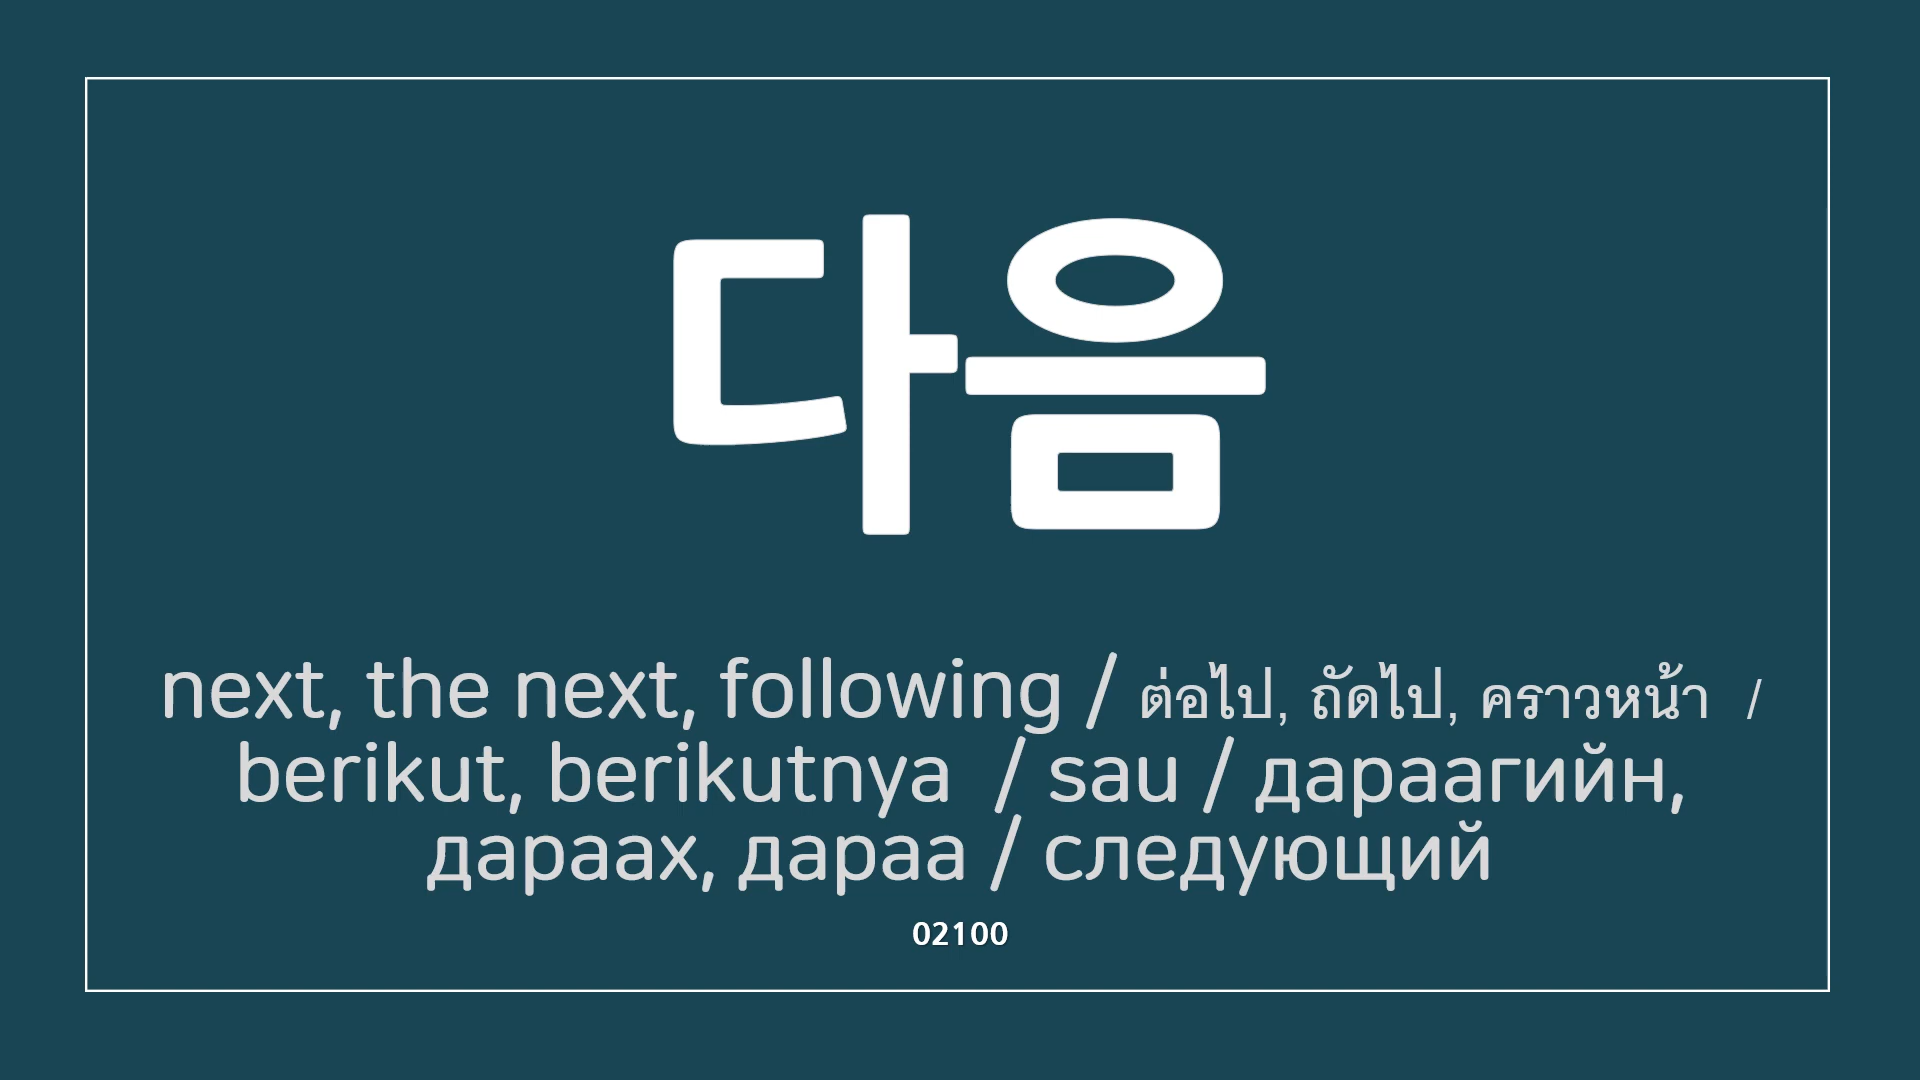 다음
next, the next, following / ต่อไป, ถัดไป, คราวหน้า /
berikut, berikutnya / sau / дараагийн,
дараах, дараа / следующий
02100